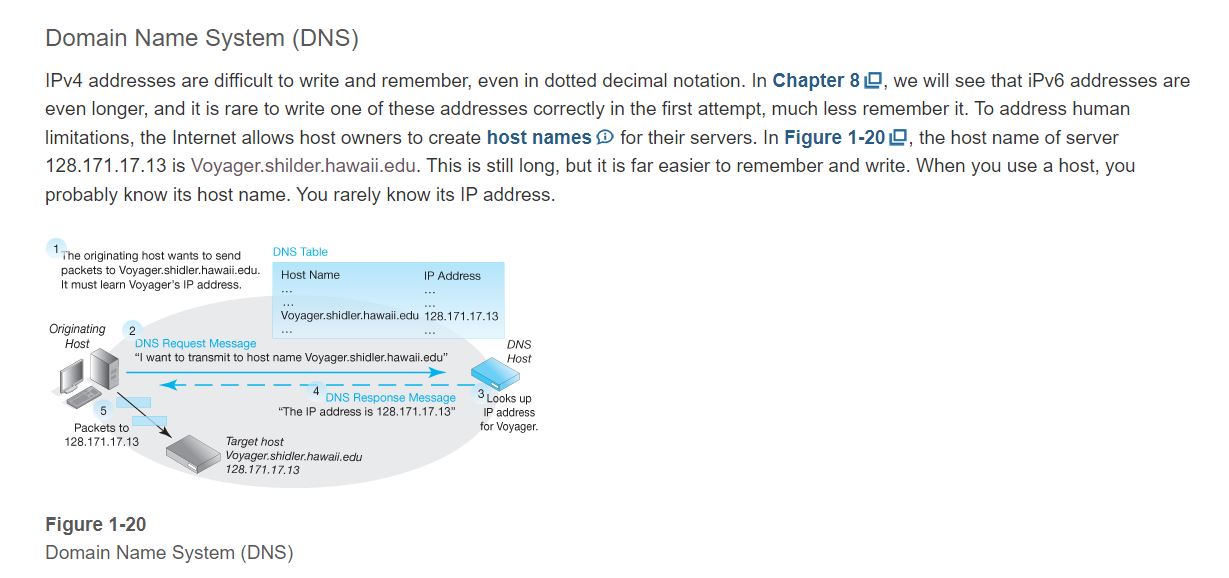 Domain Name System (DNS)
IPv4 addresses are difficult to write and remember, even in dotted decimal notation. In Chapter 8, we will see that iPv6 addresses are
even longer, and it is rare to write one of these addresses correctly in the first attempt, much less remember it. To address human
limitations, the Internet allows host owners to create host names for their servers. In Figure 1-20, the host name of server
128.171.17.13 is Voyager.shilder.hawaii.edu. This is still long, but it is far easier to remember and write. When you use a host, you
probably know its host name. You rarely know its IP address.
1
The originating host wants to send
packets to Voyager.shidler.hawaii.edu.
It must learn Voyager's IP address.
DNS Table
Host Name IP Address
... ...
... ...
Voyager.shidler.hawaii.edu 128.171.17.13
... ...
Originating
Host
2
DNS Request Message
"I want to transmit to host name Voyager.shidler.hawaii.edu"
DNS
Host
4
DNS Response Message
"The IP address is 128.171.17.13"
3
Looks up
IP address
for Voyager.
5
Packets to
128.171.17.13
Target host
Voyager.shidler.hawaii.edu
128.171.17.13
Figure 1-20
Domain Name System (DNS)